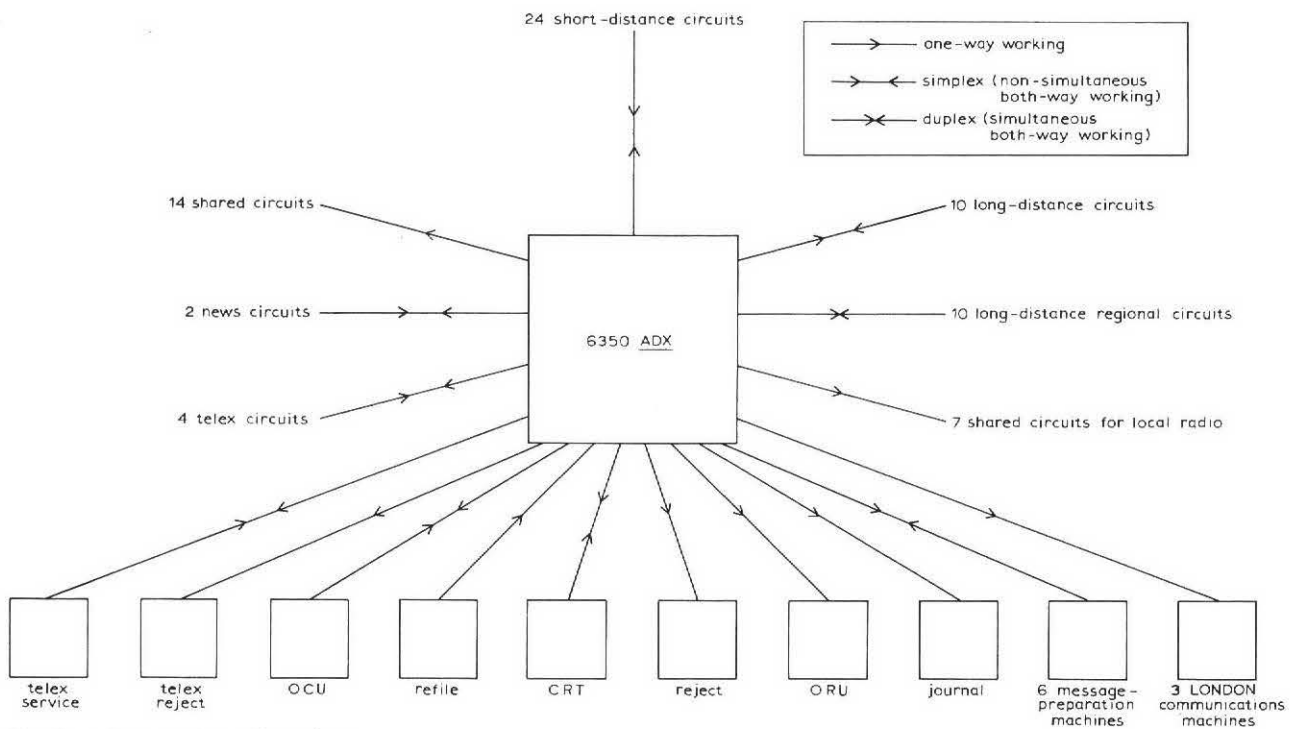 24 short-distance circuits
one-way working
simplex (non-simultaneous
both-way working)
duplex (simultaneous
both-way working)
14 shared circuits
10 long-distance circuits
2 news circuits
6350 ADX
10 long-distance regional circuits
4 telex circuits
7 shared circuits for local radio
telex
service
telex
reject
OCU
refile
CRT
reject
ORU
journal
6 message-
preparation
machines
3 LONDON
communications
machines